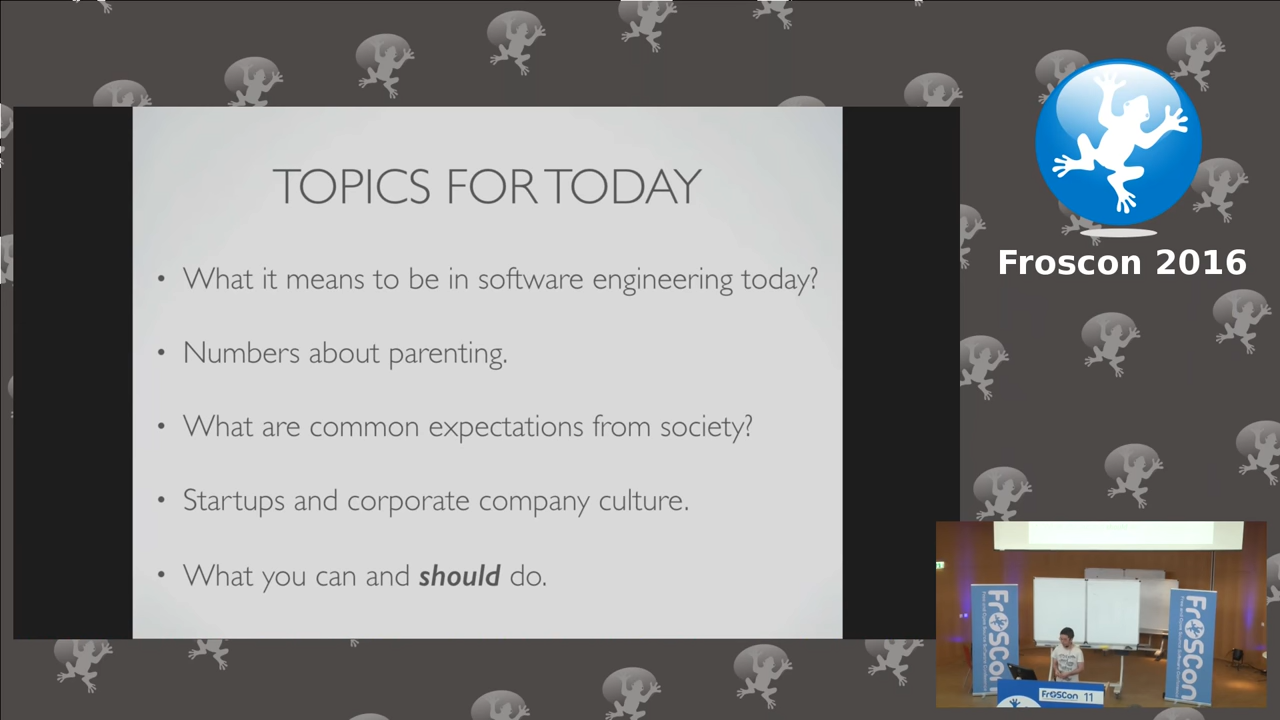 TOPICS FOR TODAY
• What it means to be in software engineering today?
• Numbers about parenting.
• What are common expectations from society?
• Startups and corporate company culture.
• What you can and should do.
Froscon 2016
FrOSCon
FrOSCon
FrOSCon 11